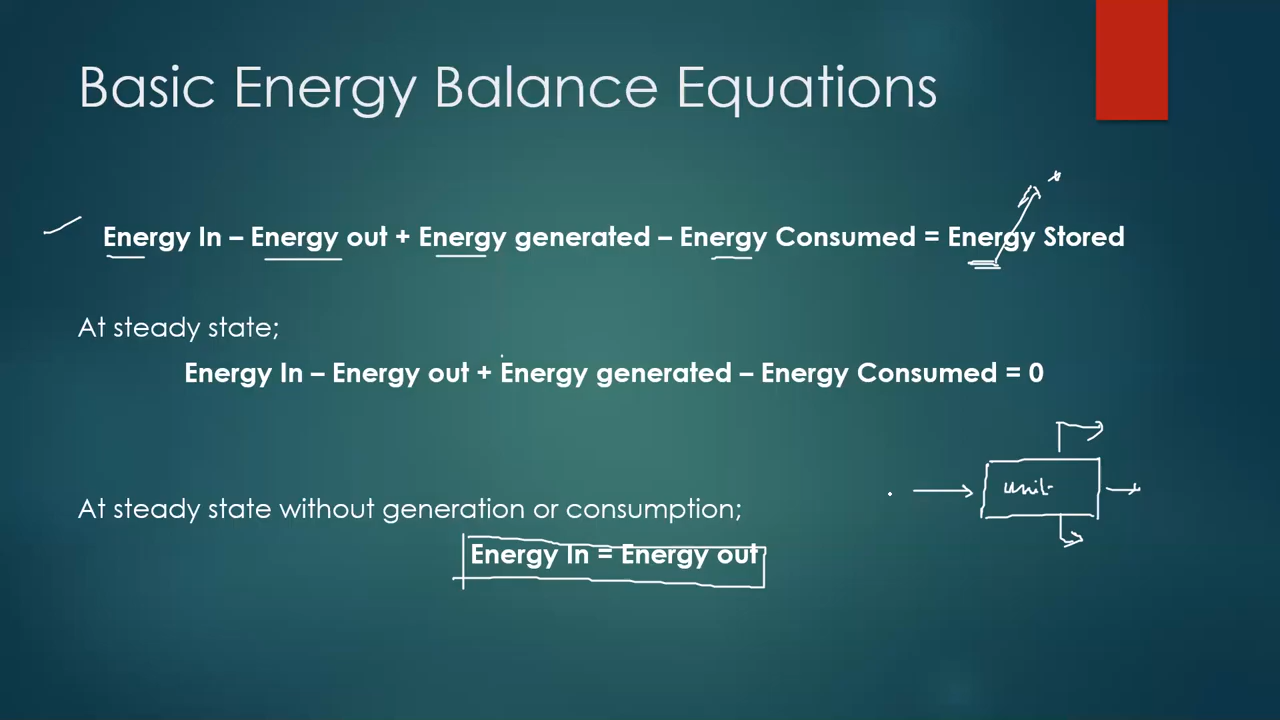 Basic Energy Balance Equations
Energy In – Energy out + Energy generated – Energy Consumed = Energy Stored
At steady state;
Energy In – Energy out + Energy generated – Energy Consumed = 0
unit
At steady state without generation or consumption;
Energy In = Energy out